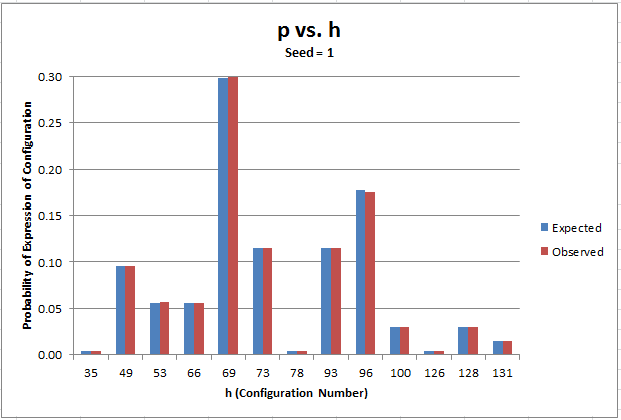 p vs. h
Seed = 1
Probability of Expression of Configuration
0.30
0.25
0.20
0.15
0.10
0.05
0.00
35 49 53 66 69 73 78 93 96 100 126 128 131
h (Configuration Number)
Expected
Observed